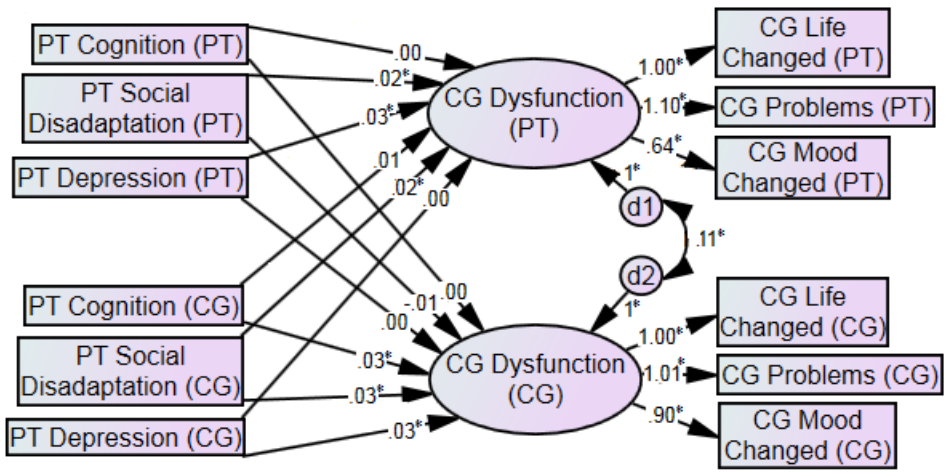 PT Cognition (PT)
PT Social
Disadaptation (PT)
PT Depression (PT)
PT Cognition (CG)
PT Social
Disadaptation (CG)
PT Depression (CG)
.00
.02*
.03*
.01
.02*
.00
.00
-.01
.00
.03*
.03*
.03*
CG Dysfunction
(PT)
CG Dysfunction
(CG)
1.00*
1.10*
.64*
1*
d1
.11*
d2
1*
1.00*
1.01*
.90*
CG Life
Changed (PT)
CG Problems (PT)
CG Mood
Changed (PT)
CG Life
Changed (CG)
CG Problems (CG)
CG Mood
Changed (CG)